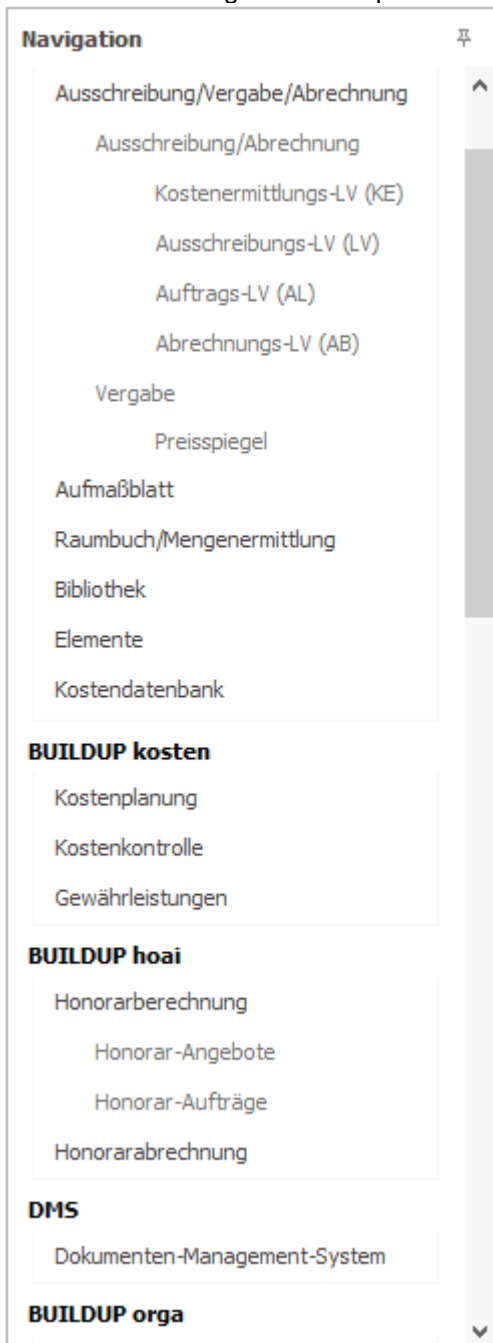 Navigation
Ausschreibung/Vergabe/Abrechnung
Ausschreibung/Abrechnung
Kostenermittlungs-LV (KE)
Ausschreibungs-LV (LV)
Auftrags-LV (AL)
Abrechnungs-LV (AB)
Vergabe
Preisspiegel
Aufmaßblatt
Raumbuch/Mengenermittlung
Bibliothek
Elemente
Kostendatenbank
BUILDUP kosten
Kostenplanung
Kostenkontrolle
Gewährleistungen
BUILDUP hoai
Honorarberechnung
Honorar-Angebote
Honorar-Aufträge
Honorarabrechnung
DMS
Dokumenten-Management-System
BUILDUP orga